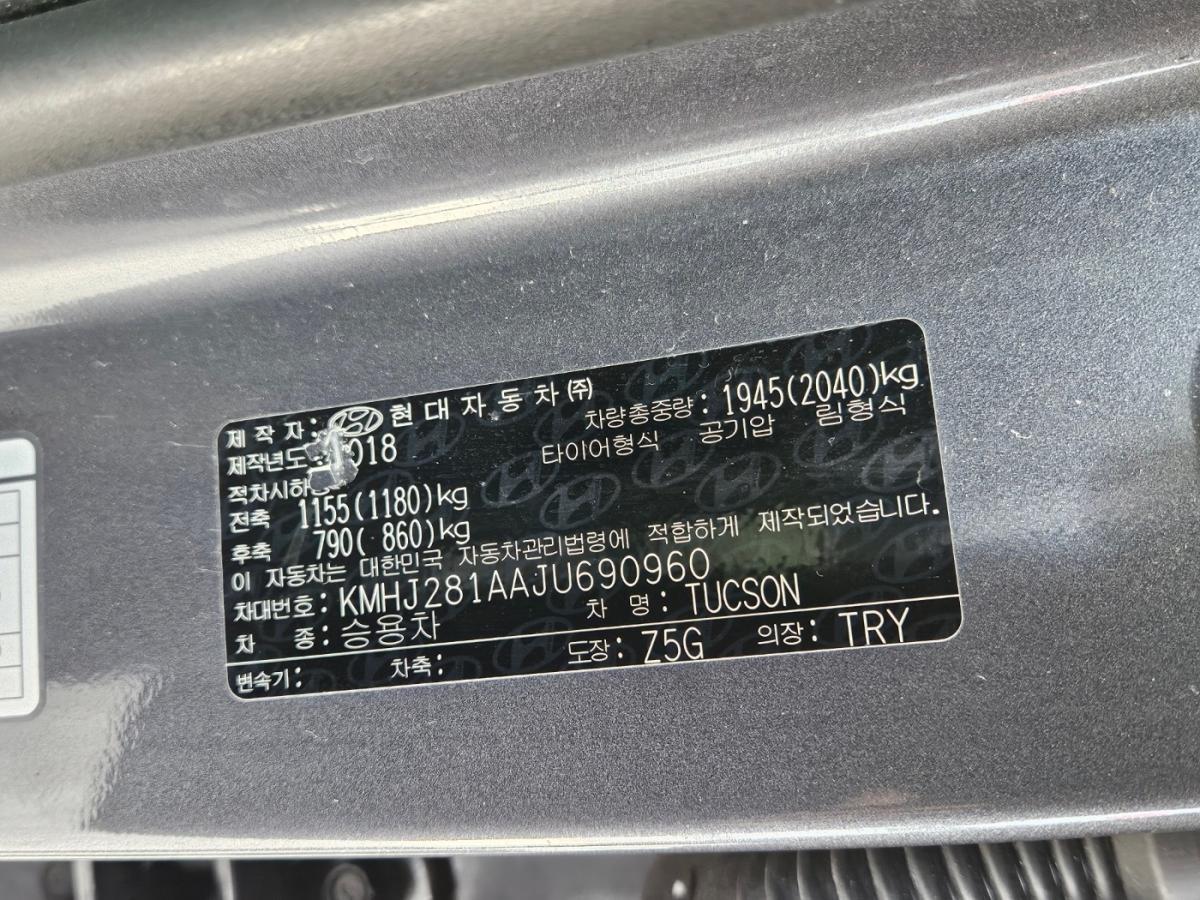 제 작 자: 현대자동차㈜
차량총중량: 1945(2040)kg
제작년도 018
타이어형식 공기압 림형식
적차시하
전축 1155(1180)kg
후축 790( 860)kg
이 자동차는 대한민국 자동차관리법령에 적합하게 제작되었습니다.
차대번호: KMHJ281AAJU690960
차 종: 승용차 차 명: TUCSON
변속기: 차축: 도장: Z5G 의장: TRY